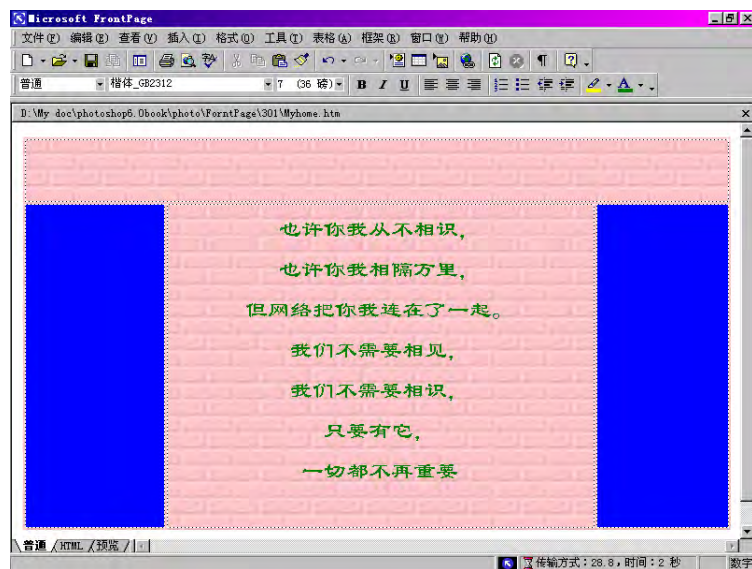 Microsoft FrontPage
文件(F) 编辑(E) 查看(V) 插入(I) 格式(O) 工具(T) 表格(A) 框架(R) 窗口(W) 帮助(H)
普通 楷体_GB2312 7 (36 磅) B I U A
D:\My doc\photoshop6.0book\photo\ForntPage\301\Myhome.htm
也许你我从不相识,
也许你我相隔万里,
但网络把你我连在了一起。
我们不需要相见,
我们不需要相识,
只要有它,
一切都不再重要
普通 HTML 预览
传输方式:28.8,时间:2 秒 数字